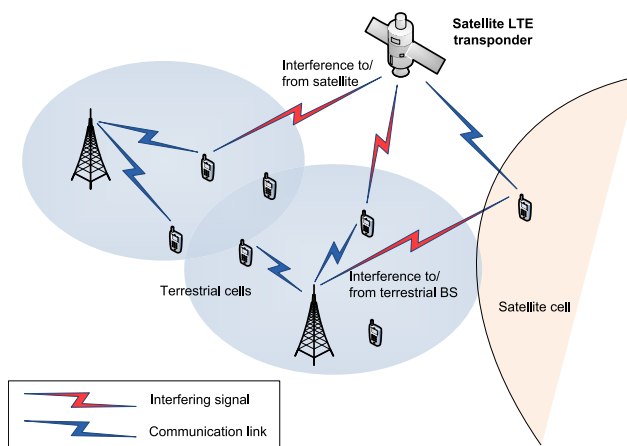 Satellite LTE
transponder
Interference to/
from satellite
Terrestrial cells
Interference to/
from terrestrial BS
Satellite cell
Interfering signal
Communication link